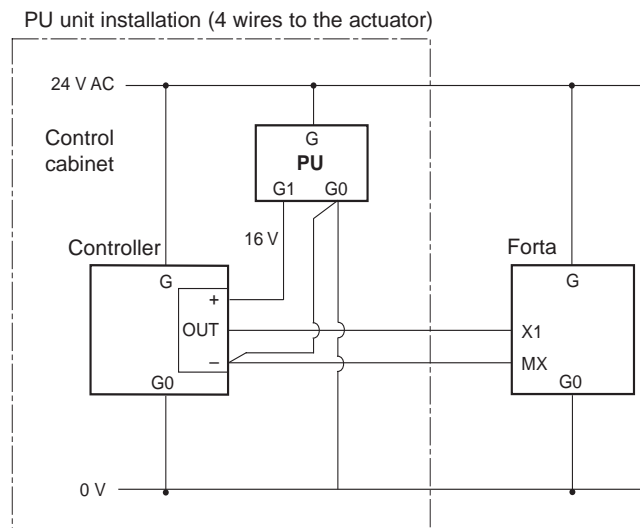 PU unit installation (4 wires to the actuator)
24 V AC
Control
cabinet
G
PU
G1 G0
16 V
Controller
Forta
G
G
+
OUT
X1
–
MX
G0
G0
0 V